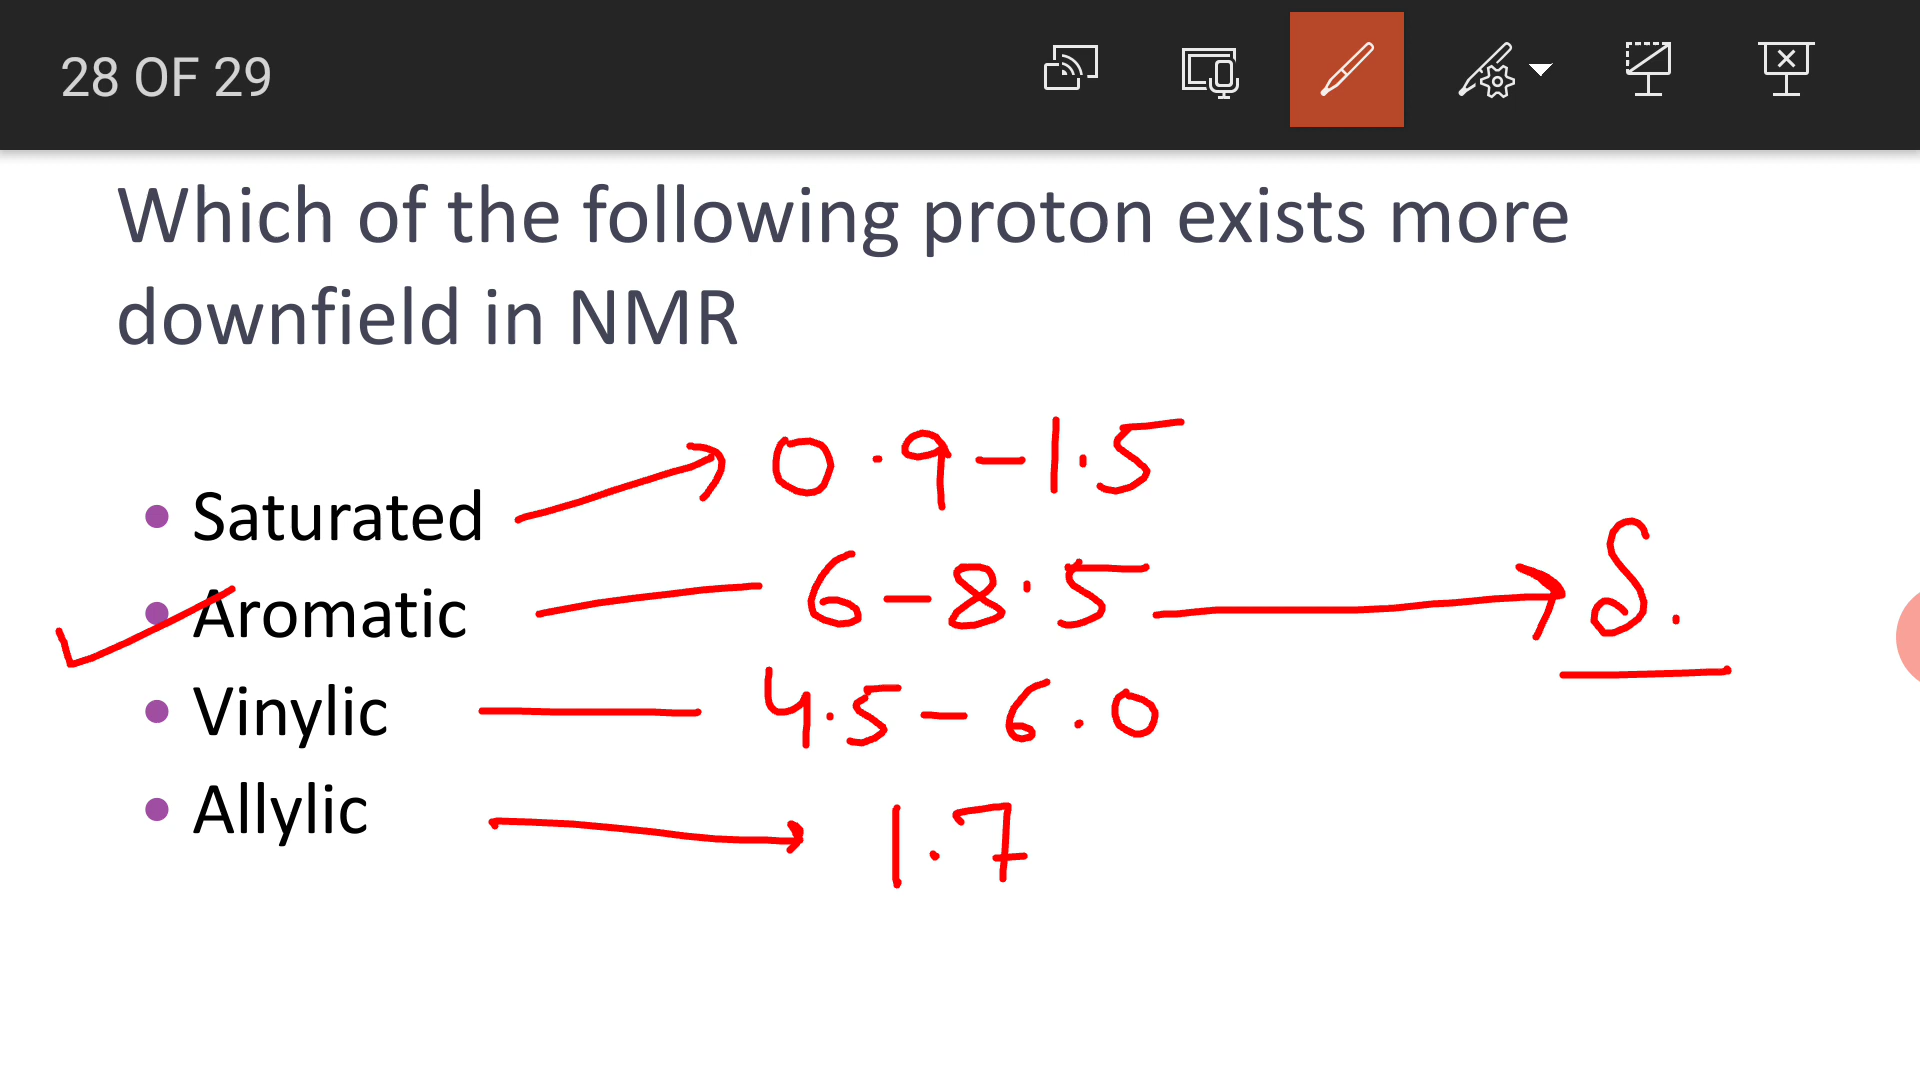 28 OF 29
Which of the following proton exists more
downfield in NMR
• Saturated 0.9-1.5
• Aromatic 6-8.5 δ.
• Vinylic 4.5-6.0
• Allylic 1.7